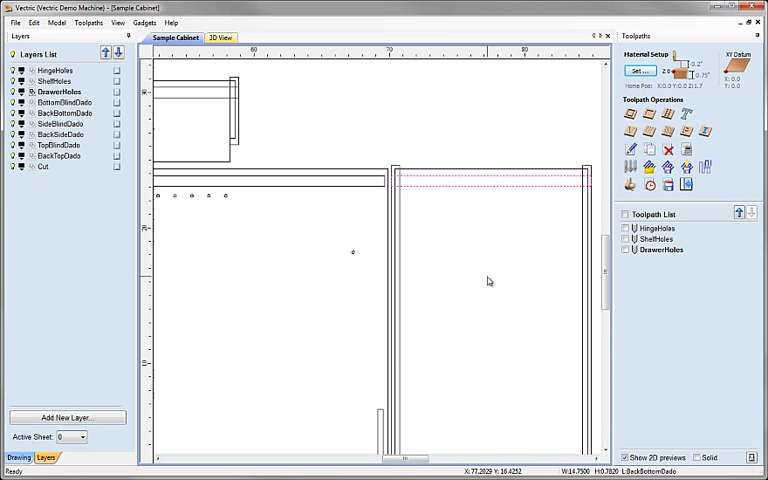 Vectric {Vectric Demo Machine} - [Sample Cabinet]
File Edit Model Toolpaths View Gadgets Help
Layers
Layers List
HingeHoles
ShelfHoles
DrawerHoles
BottomBlindDado
BackBottomDado
SideBlindDado
BackSideDado
TopBlindDado
BackTopDado
Cut
Add New Layer...
Active Sheet: 0
Drawing Layers
Ready
Sample Cabinet 3D View
60 70 80
30
20
10
X: 77.2029 Y: 16.4252
W:14.7500 H:0.7820 L:BackBottomDado
Toolpaths
Material Setup
Set ...
Z 0
0.2"
0.75"
Home Pos: X:0.0 Y:0.0 Z:1.7
XY Datum
X: 0.0
Y: 0.0
Toolpath Operations
Toolpath List
HingeHoles
ShelfHoles
DrawerHoles
Show 2D previews Solid